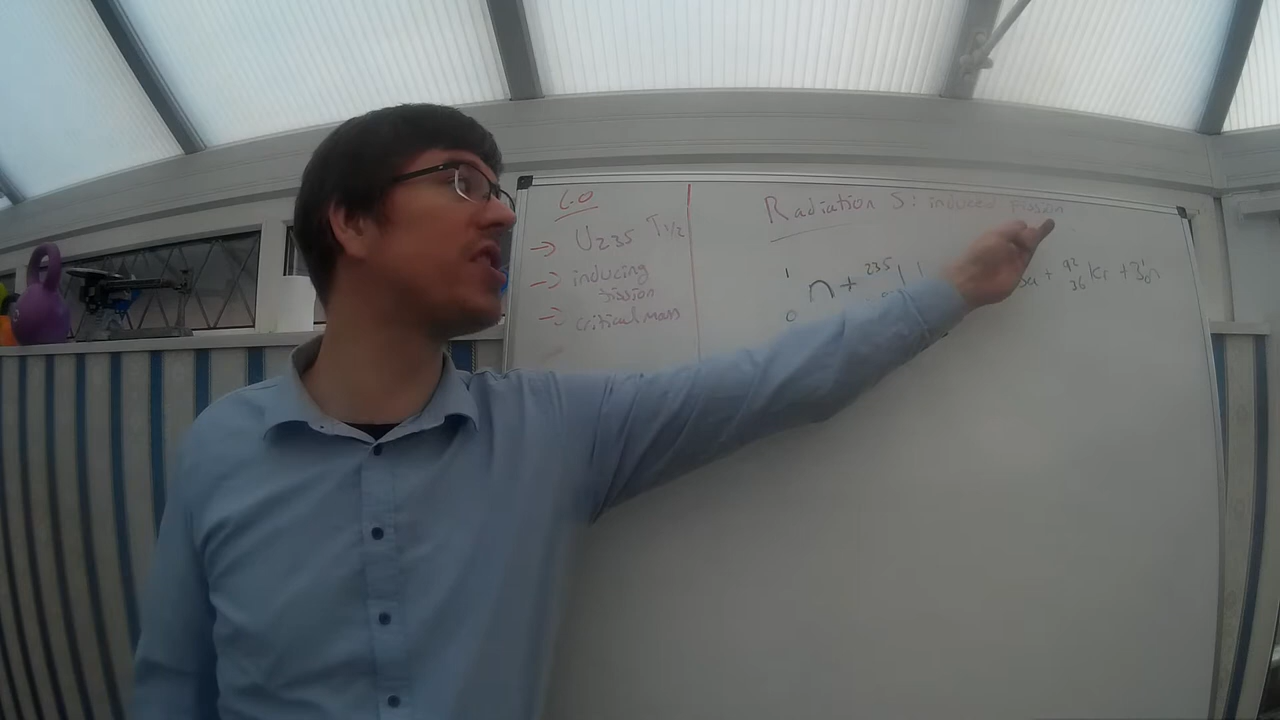 L.O
→ U235 T1/2
→ inducing
fission
→ critical mass
Radiation 5: induced fission
1 0 n + 235 U
+ 92 36 Kr + 3 1 0 n